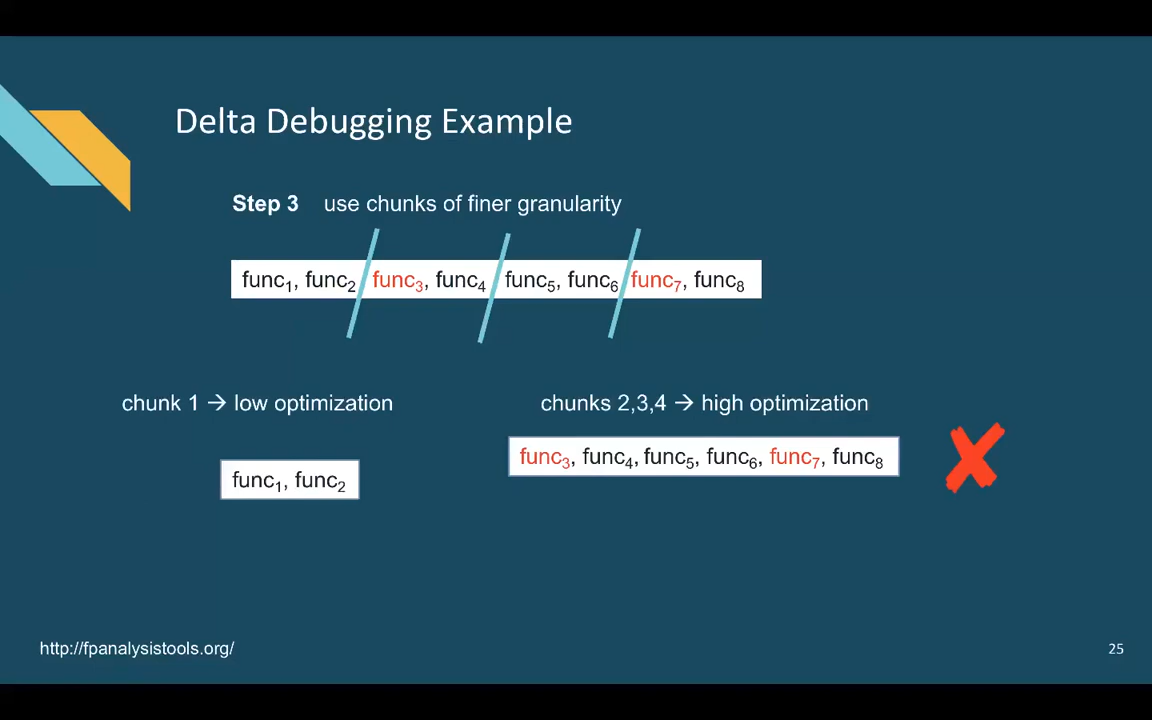 Delta Debugging Example
Step 3 use chunks of finer granularity
func₁, func₂ func₃, func₄ func₅, func₆ func₇, func₈
chunk 1 → low optimization
chunks 2,3,4 → high optimization
func₃, func₄, func₅, func₆, func₇, func₈
func₁, func₂
http://fpanalysistools.org/
25